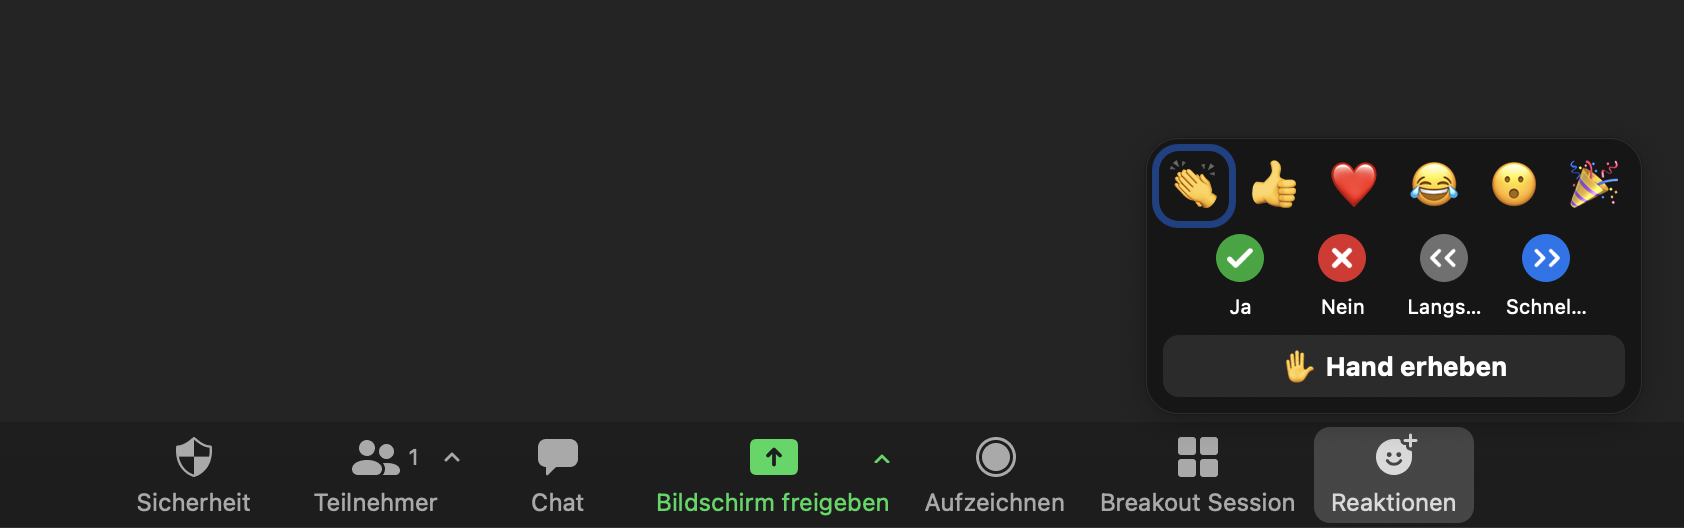 Ja
Nein
Langs...
Schnel...
Hand erheben
1
Sicherheit
Teilnehmer
Chat
Bildschirm freigeben
Aufzeichnen
Breakout Session
Reaktionen